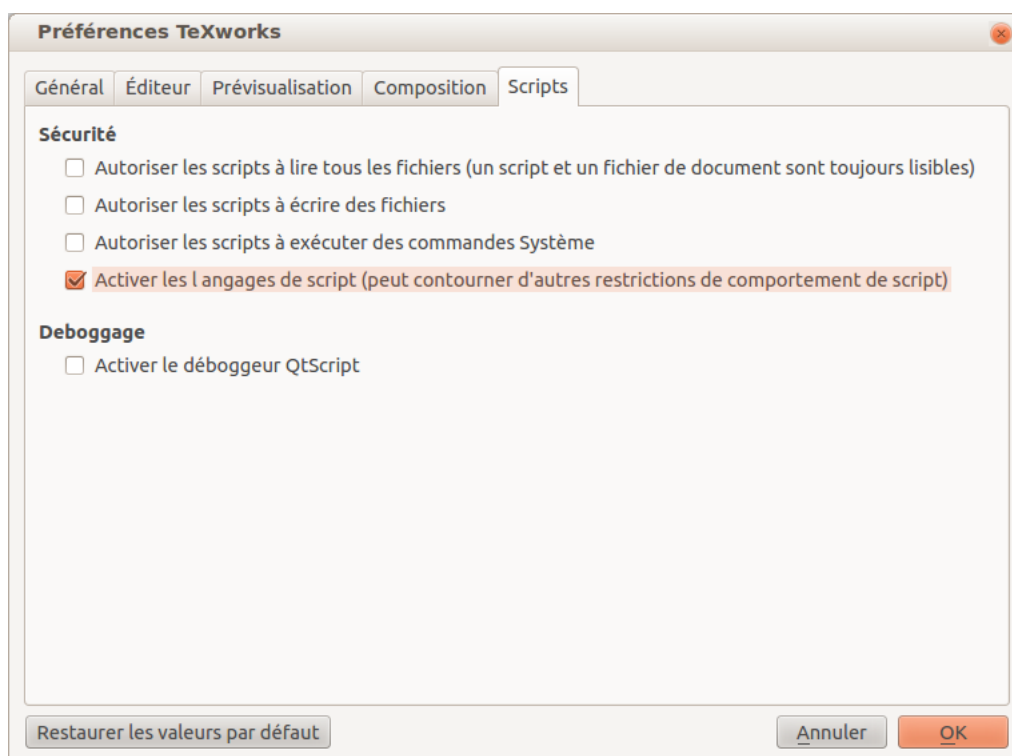 Préférences TeXworks
Général Éditeur Prévisualisation Composition Scripts
Sécurité
Autoriser les scripts à lire tous les fichiers (un script et un fichier de document sont toujours lisibles)
Autoriser les scripts à écrire des fichiers
Autoriser les scripts à exécuter des commandes Système
Activer les l angages de script (peut contourner d'autres restrictions de comportement de script)
Deboggage
Activer le déboggeur QtScript
Restaurer les valeurs par défaut Annuler OK